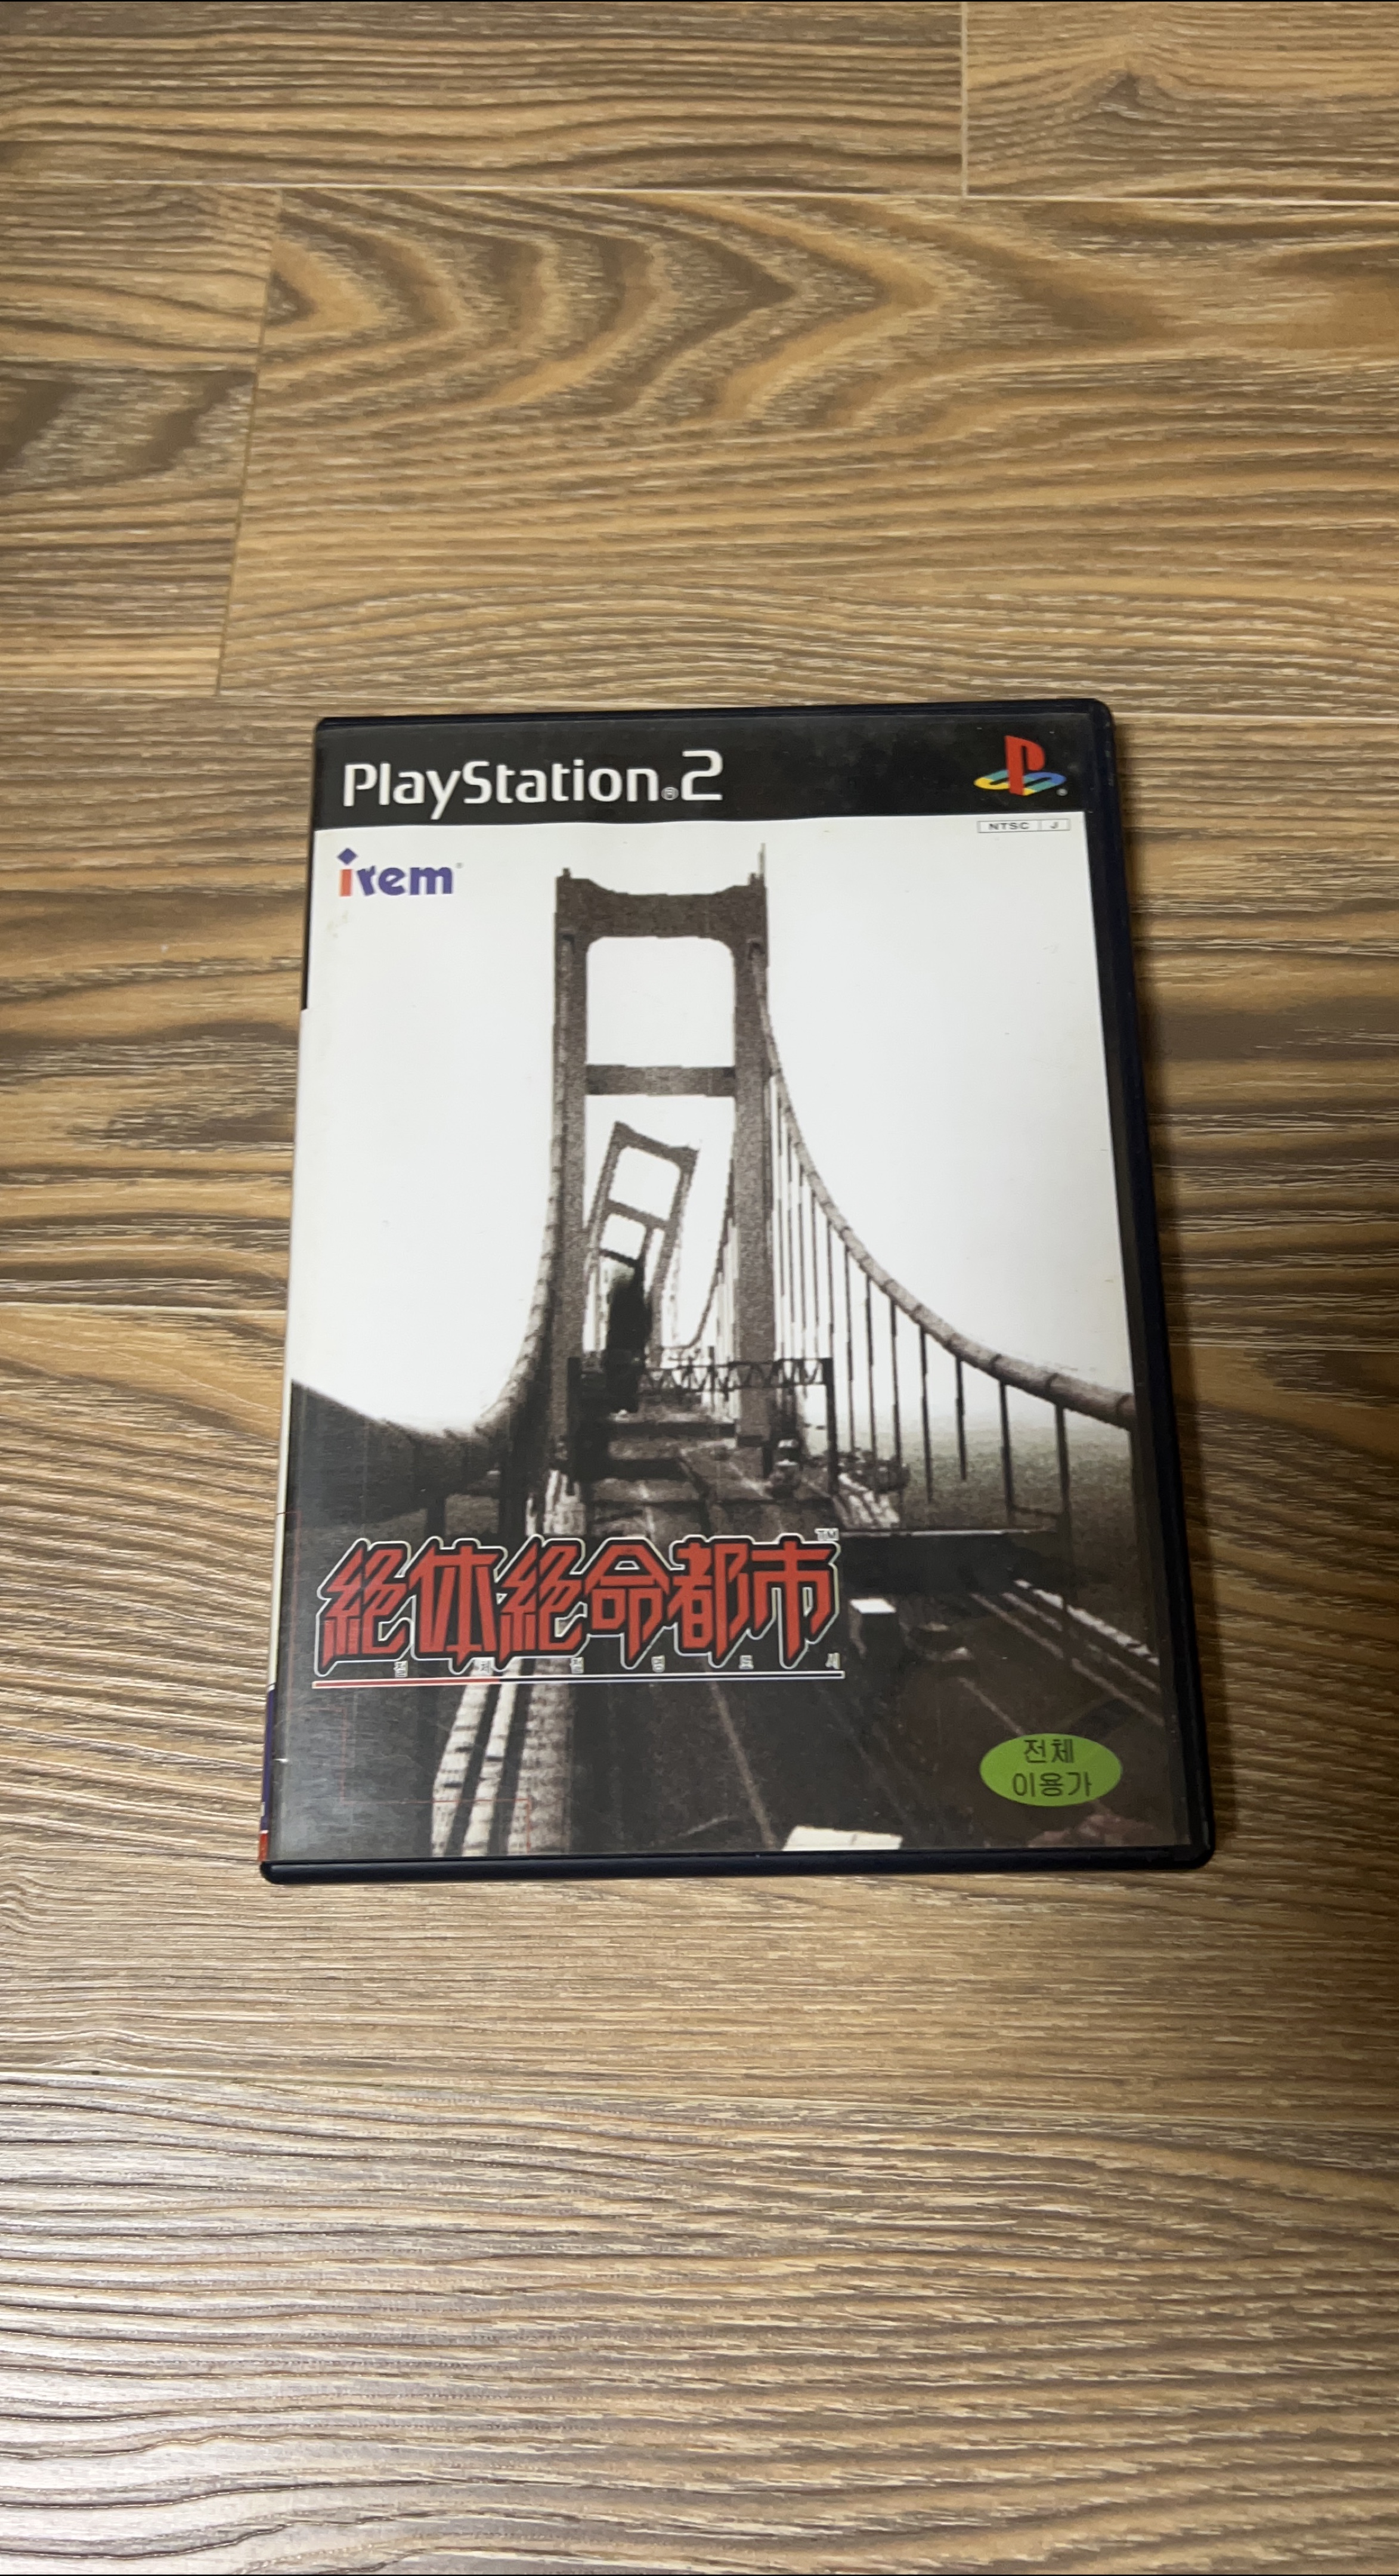 PlayStation®2
NTSC J
irem®
絶体絶命都市™
절 체 절 명 도 시
전체
이용가